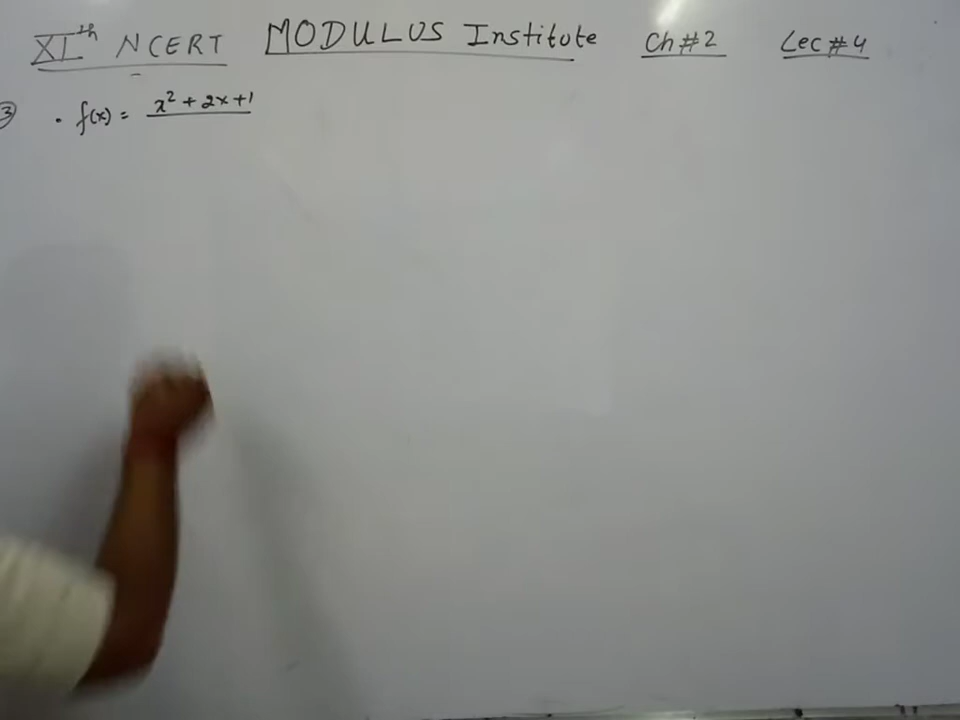 XIth NCERT MODULUS Institute Ch#2 Lec#4
③ • f(x) = x² + 2x + 1